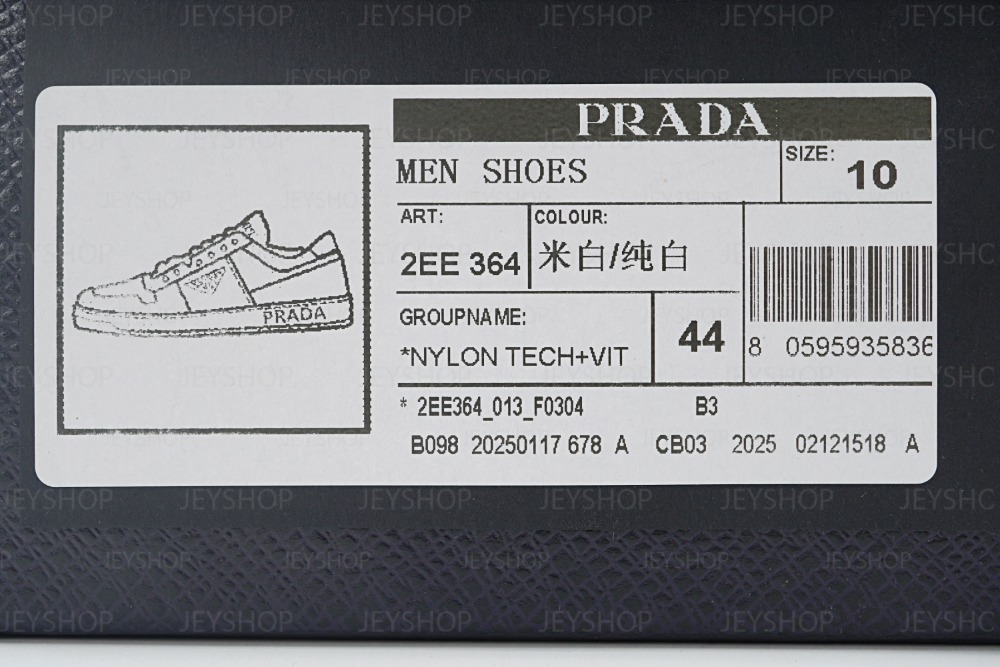 PRADA
MEN SHOES
SIZE: 10
ART:
2EE 364
COLOUR:
米白/纯白
GROUPNAME:
*NYLON TECH+VIT
44
8 0595935836
* 2EE364_013_F0304 B3
B098 20250117 678 A CB03 2025 02121518 A
PRADA
JEYSHOP